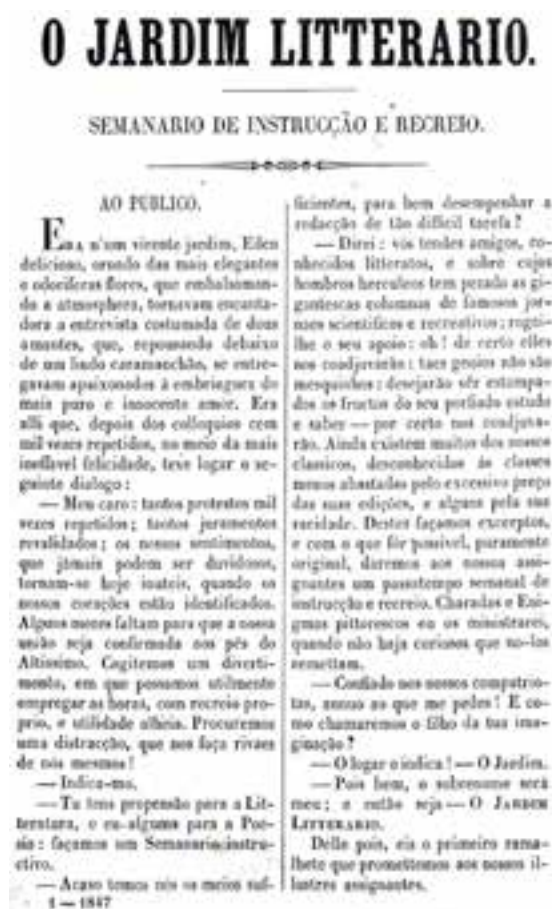 O JARDIM LITTERARIO.
SEMANARIO DE INSTRUCÇÃO E RECREIO.
AO PUBLICO.
ERA n'um vicente jardim, Eden
delicioso, ornado das mais elegantes
e odoriferas flores, que embalsaman-
do a atmosphera, tornavam encanta-
dora a entrevista costumada de dous
amantes, que, repousando debaixo
de um lindo caramanchão, se entre-
gavam apaixonados á embriaguez do
mais puro e innocente amor. Era
alli que, depois dos colloquios cem
mil vezes repetidos, no meio da mais
ineffavel felicidade, teve logar o se-
guinte dialogo:
— Meu caro: tantos protestos mil
vezes repetidos; tantos juramentos
revalidados; os nossos sentimentos,
que jámais podem ser duvidosos,
tornam-se hoje inuteis, quando os
nossos corações estão identificados.
Alguns mezes faltam para que a nossa
união seja confirmada aos pés do
Altissimo. Cogitemos um diverti-
mento, em que possamos utilmente
empregar as horas, com recreio pro-
prio, e utilidade alheia. Procuremos
uma distracção, que nos faça rivaes
de nós mesmos!
— Indica-ma.
— Tu tens propensão para a Lit-
teratura, e eu alguma para a Poe-
sia: façamos um Semanario instru-
ctivo.
— Acaso temos nós os meios suf-
1 — 1847
ficientes, para bem desempenhar a
redacção de tão difficil tarefa?
— Direi: vós tendes amigos, co-
nhecidos litteratos, e sobre cujos
hombros herculeos tem pezado as gi-
gantescas columnas de famosos jor-
naes scientificos e recreativos; rogai-
lhe o seu apoio: oh! de certo elles
nos coadjuvarão: taes genios não são
mesquinhos: desejarão vêr estampa-
dos os fructos do seu porfiado estudo
e saber — por certo nos coadjuva-
rão. Ainda existem muitos dos nossos
classicos, desconhecidos ás classes
menos abastadas pelo excessivo preço
das suas edições, e alguns pela sua
raridade. Destes façamos excerptos,
e com o que fôr possivel, puramente
original, daremos aos nossos assi-
gnantes um passatempo semanal de
instrucção e recreio. Charadas e Eni-
gmas pittorescos eu os ministrarei,
quando não haja curiosos que no-los
remettam.
— Confiado nos nossos compatrio-
tas, annuo ao que me pedes! E co-
mo chamaremos o filho da tua ima-
ginação?
— O logar o indica! — O Jardim.
— Pois bem, o sobrenome será
meu; e então seja — O JARDIM
LITTERARIO.
Delle pois, eis o primeiro rama-
lhete que promettemos aos nossos il-
lustres assignantes.